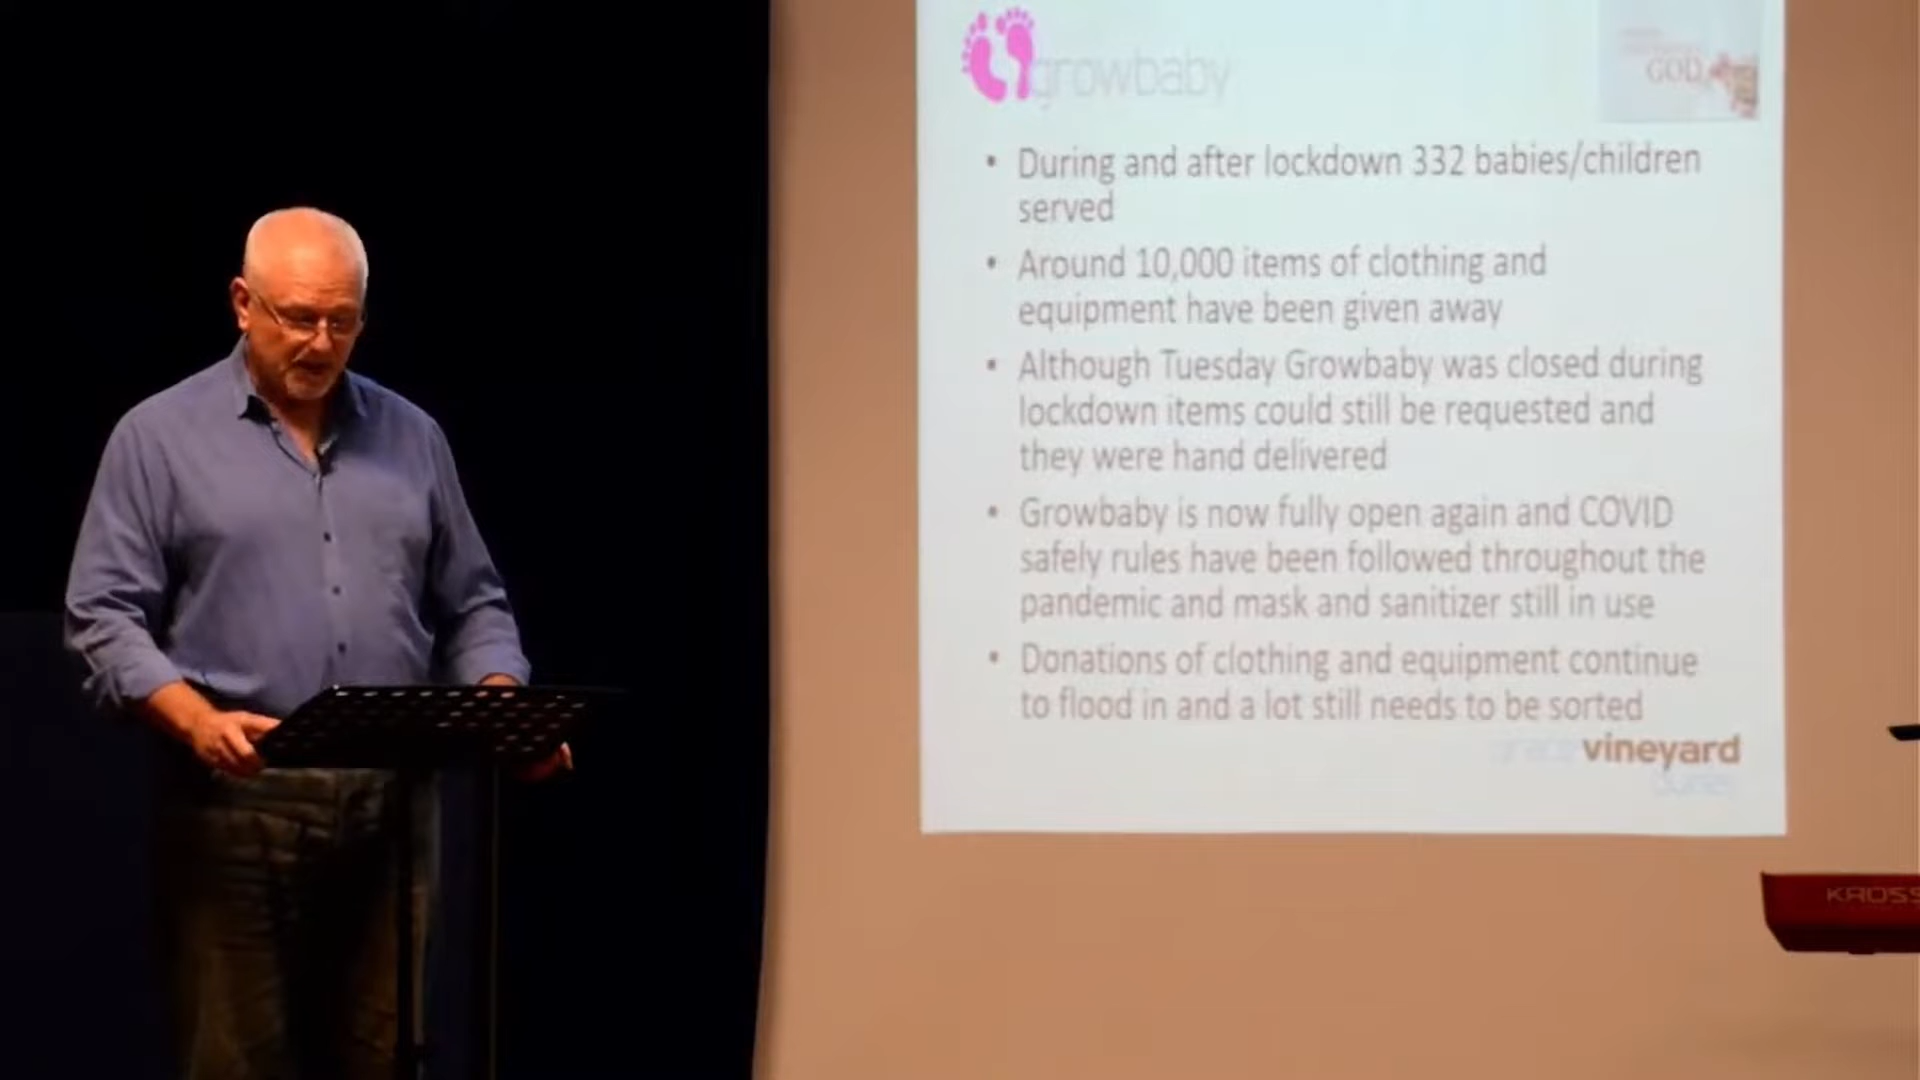 growbaby
GOD
• During and after lockdown 332 babies/children
served
• Around 10,000 items of clothing and
equipment have been given away
• Although Tuesday Growbaby was closed during
lockdown items could still be requested and
they were hand delivered
• Growbaby is now fully open again and COVID
safely rules have been followed throughout the
pandemic and mask and sanitizer still in use
• Donations of clothing and equipment continue
to flood in and a lot still needs to be sorted
vineyard
KROSS